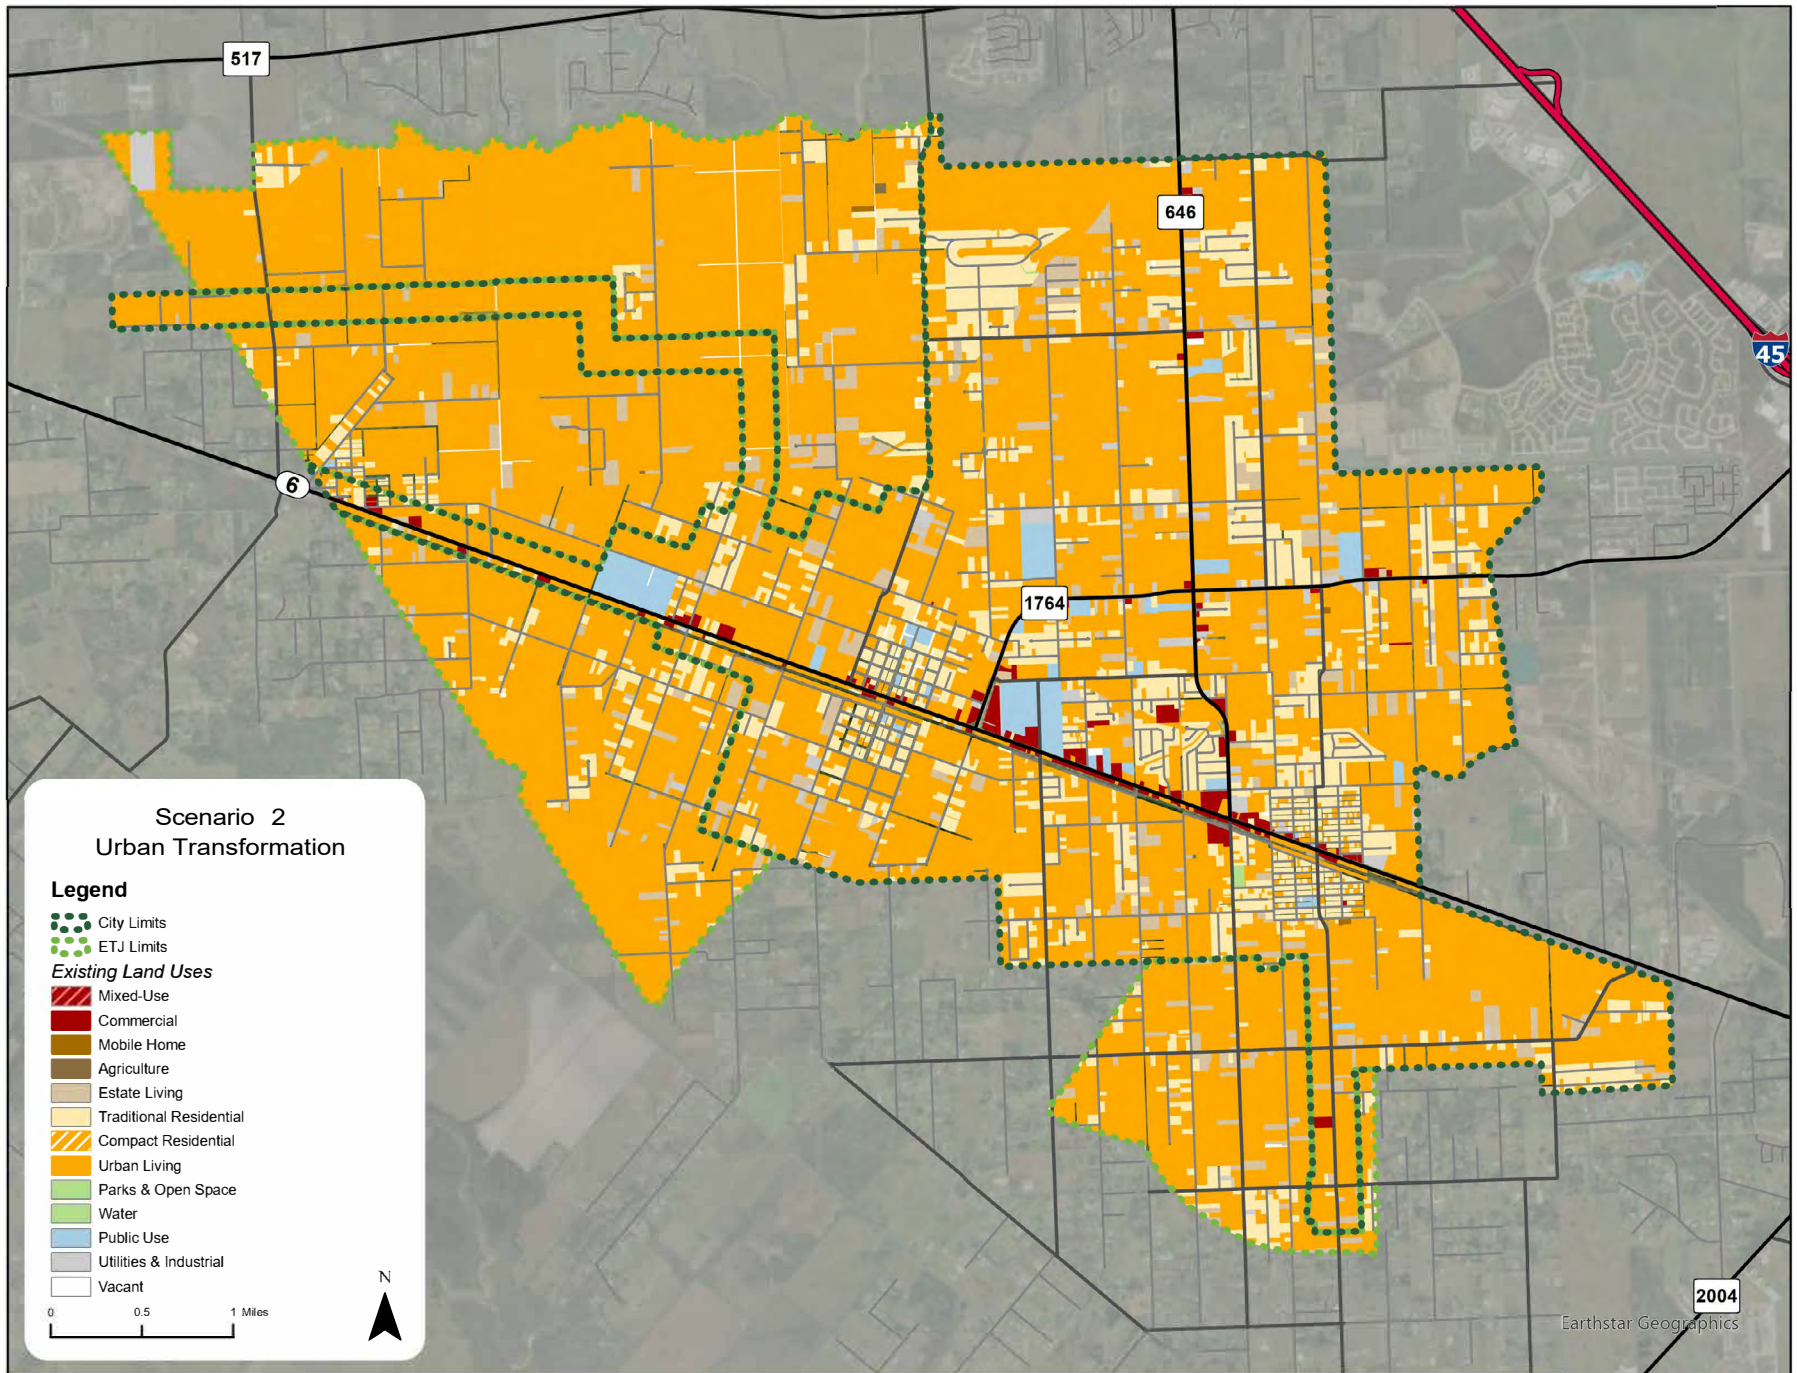 517
646
45
6
1764
Scenario 2
Urban Transformation
Legend
City Limits
ETJ Limits
Existing Land Uses
Mixed-Use
Commercial
Mobile Home
Agriculture
Estate Living
Traditional Residential
Compact Residential
Urban Living
Parks & Open Space
Water
Public Use
Utilities & Industrial
Vacant
N
0 0.5 1 Miles
2004
Earthstar Geographics